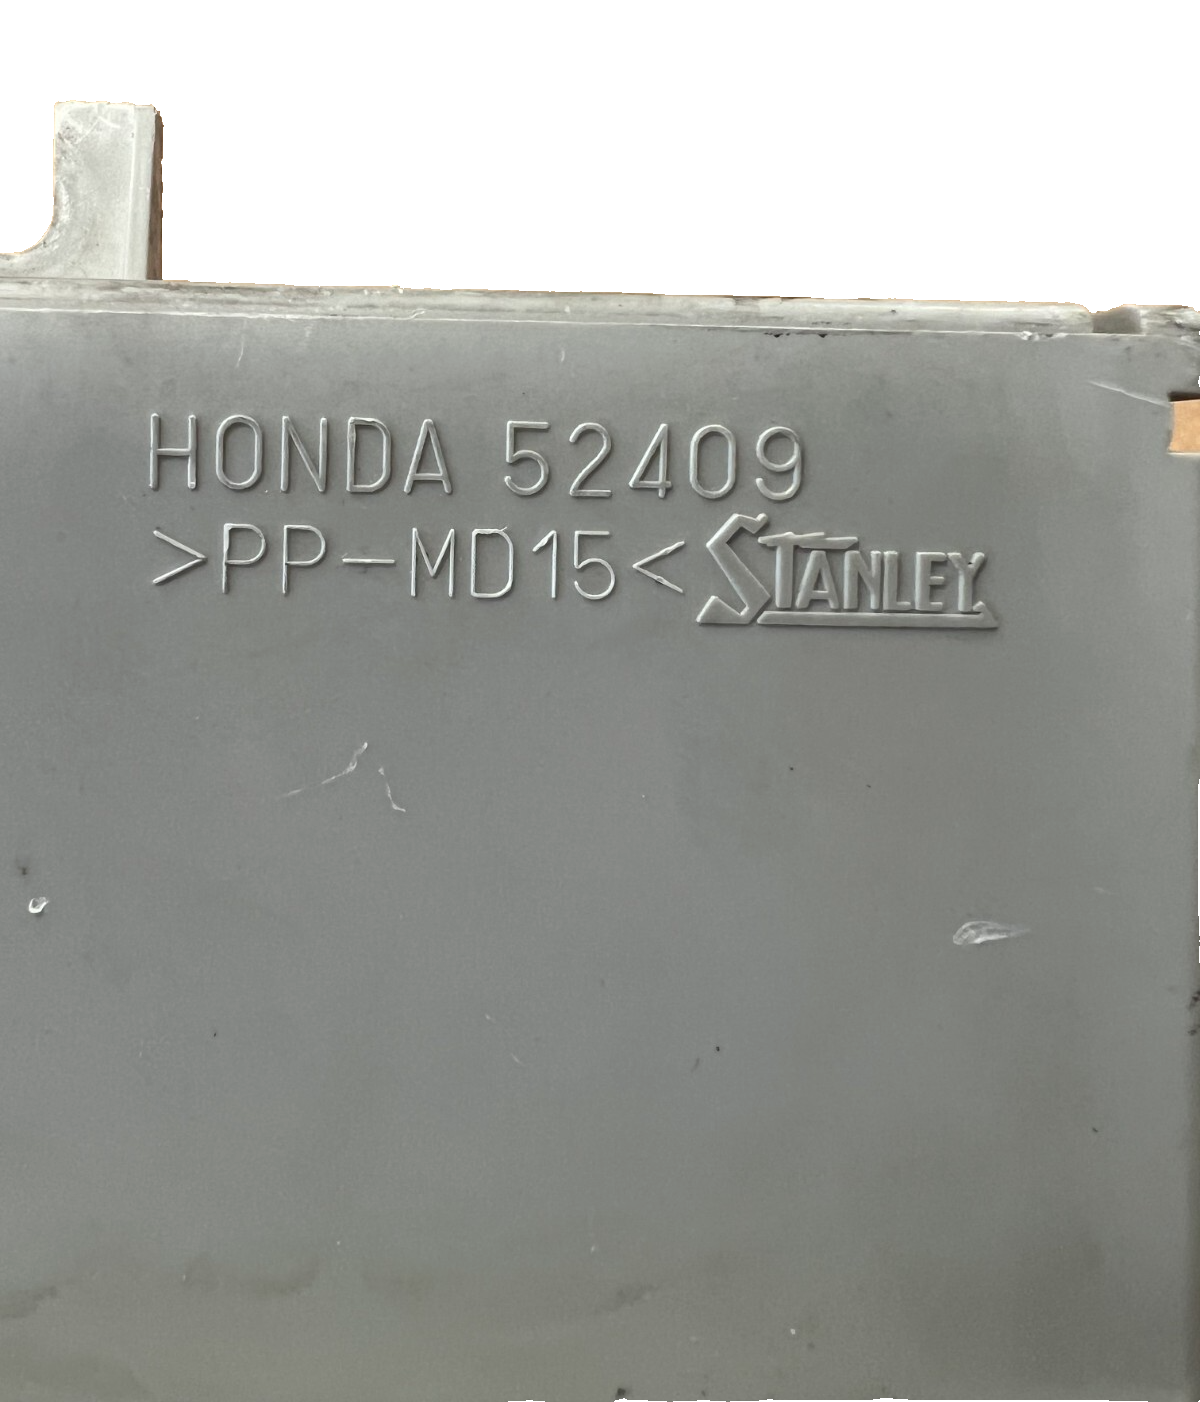 HONDA 52409
>PP-MD15< STANLEY